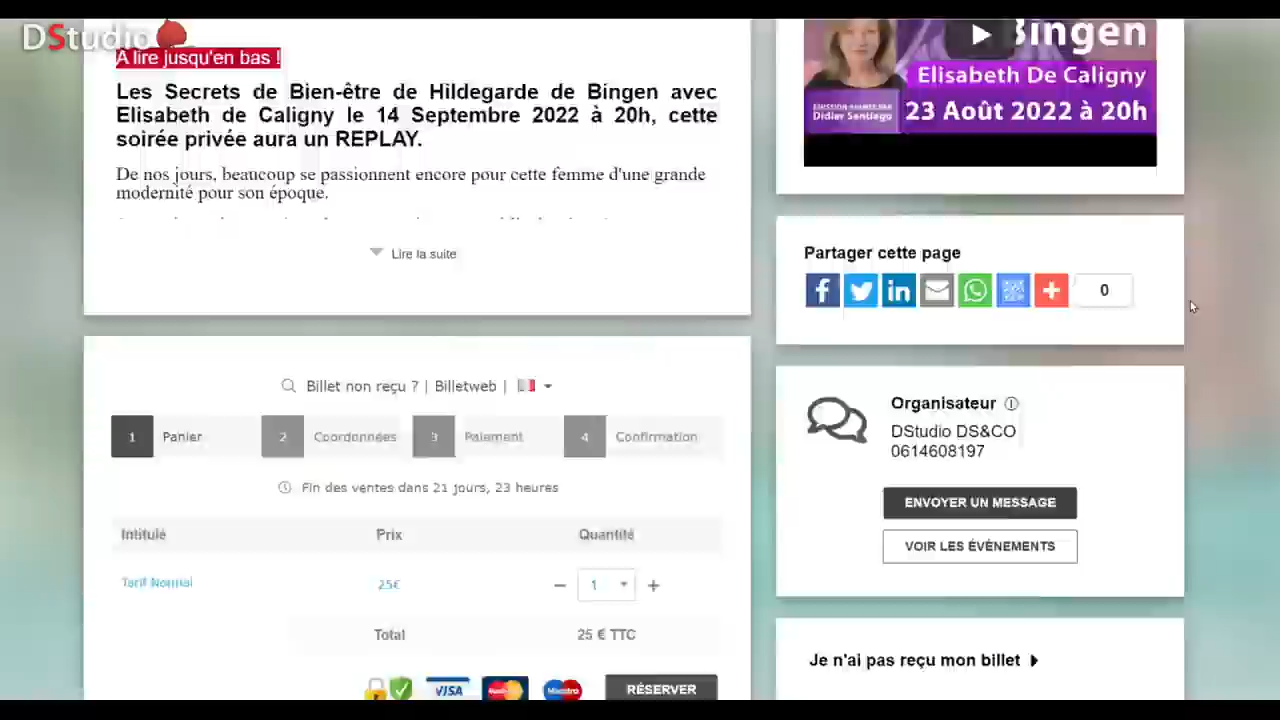 DStudio
A lire jusqu'en bas !
Les Secrets de Bien-être de Hildegarde de Bingen avec
Elisabeth de Caligny le 14 Septembre 2022 à 20h, cette
soirée privée aura un REPLAY.
De nos jours, beaucoup se passionnent encore pour cette femme d'une grande
modernité pour son époque.
Lire la suite
Billet non reçu ? | Billetweb |
1 Panier 2 Coordonnées 3 Paiement 4 Confirmation
Fin des ventes dans 21 jours, 23 heures
Intitulé Prix Quantité
Tarif Normal 25€ − 1 +
Total 25 € TTC
VISA MasterCard Maestro RÉSERVER
Bingen
Elisabeth De Caligny
Didier Santiago
23 Août 2022 à 20h
Partager cette page
0
Organisateur
DStudio DS&CO
0614608197
ENVOYER UN MESSAGE
VOIR LES ÉVÉNEMENTS
Je n'ai pas reçu mon billet